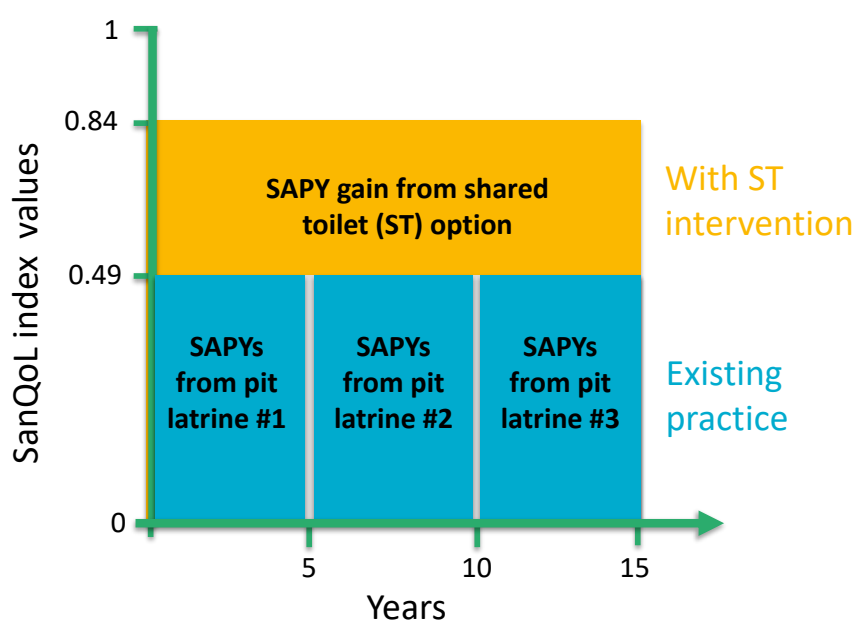 1
0.84
0.49
0
SanQoL index values
SAPY gain from shared
toilet (ST) option
With ST
intervention
SAPYs
from pit
latrine #1
SAPYs
from pit
latrine #2
SAPYs
from pit
latrine #3
Existing
practice
5
10
15
Years